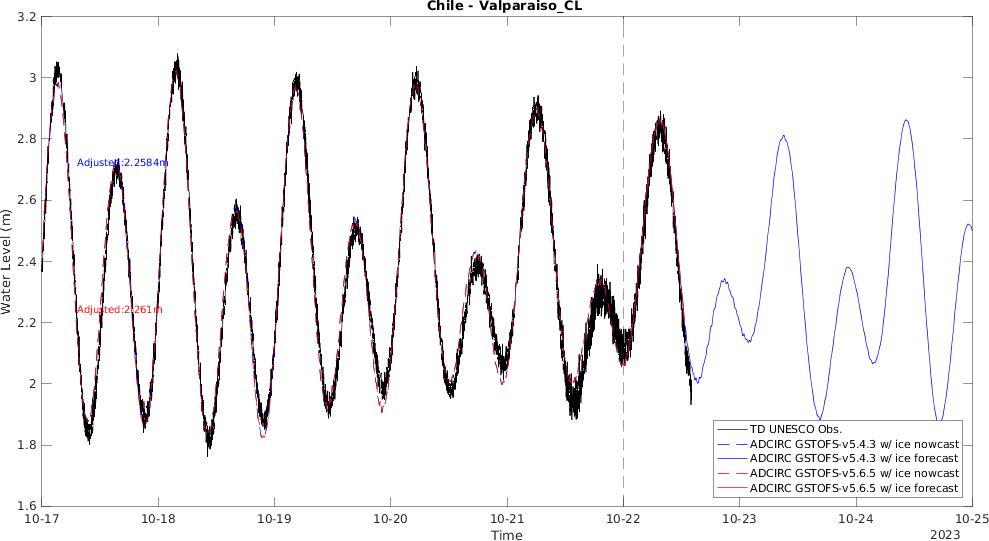 Chile - Valparaiso_CL
3.2
3
2.8
2.6
2.4
2.2
2
1.8
1.6
Water Level (m)
Adjusted:2.2584m
Adjusted:2.261m
TD UNESCO Obs.
ADCIRC GSTOFS-v5.4.3 w/ ice nowcast
ADCIRC GSTOFS-v5.4.3 w/ ice forecast
ADCIRC GSTOFS-v5.6.5 w/ ice nowcast
ADCIRC GSTOFS-v5.6.5 w/ ice forecast
10-17 10-18 10-19 10-20 10-21 10-22 10-23 10-24 10-25
Time
2023